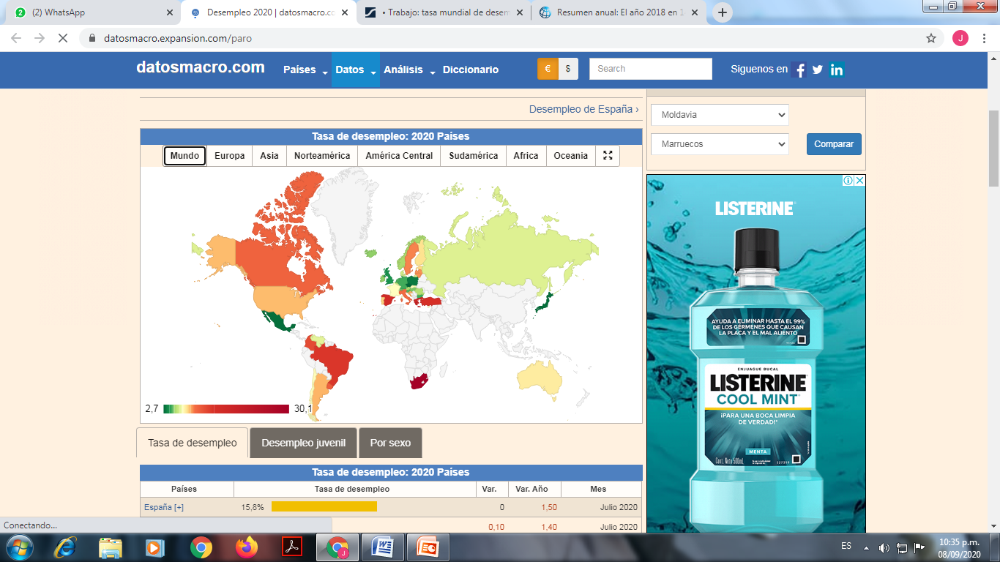 (2) WhatsApp
Desempleo 2020 | datosmacro.co
• Trabajo: tasa mundial de desem
Resumen anual: El año 2018 en 1
datosmacro.expansion.com/paro
J
datosmacro.com
Países
Datos
Análisis
Diccionario
€
$
Search
Siguenos en
Desempleo de España ›
Moldavia
Marruecos
Comparar
Tasa de desempleo: 2020 Países
Mundo
Europa
Asia
Norteamérica
América Central
Sudamérica
Africa
Oceania
2,7
30,1
Tasa de desempleo
Desempleo juvenil
Por sexo
Tasa de desempleo: 2020 Países
Países Tasa de desempleo Var. Var. Año Mes
España [+] 15,8% 0 1,50 Julio 2020
0,10 1,40 Julio 2020
LISTERINE
AYUDA A ELIMINAR HASTA EL 99%
DE LOS GÉRMENES QUE CAUSAN
LA PLACA Y EL MAL ALIENTO
ENJUAGUE BUCAL
LISTERINE
COOL MINT
¡PARA UNA BOCA LIMPIA
DE VERDAD!*
MENTA
Cont. Neto 500mL
Conectando...
ES
10:35 p.m.
08/09/2020